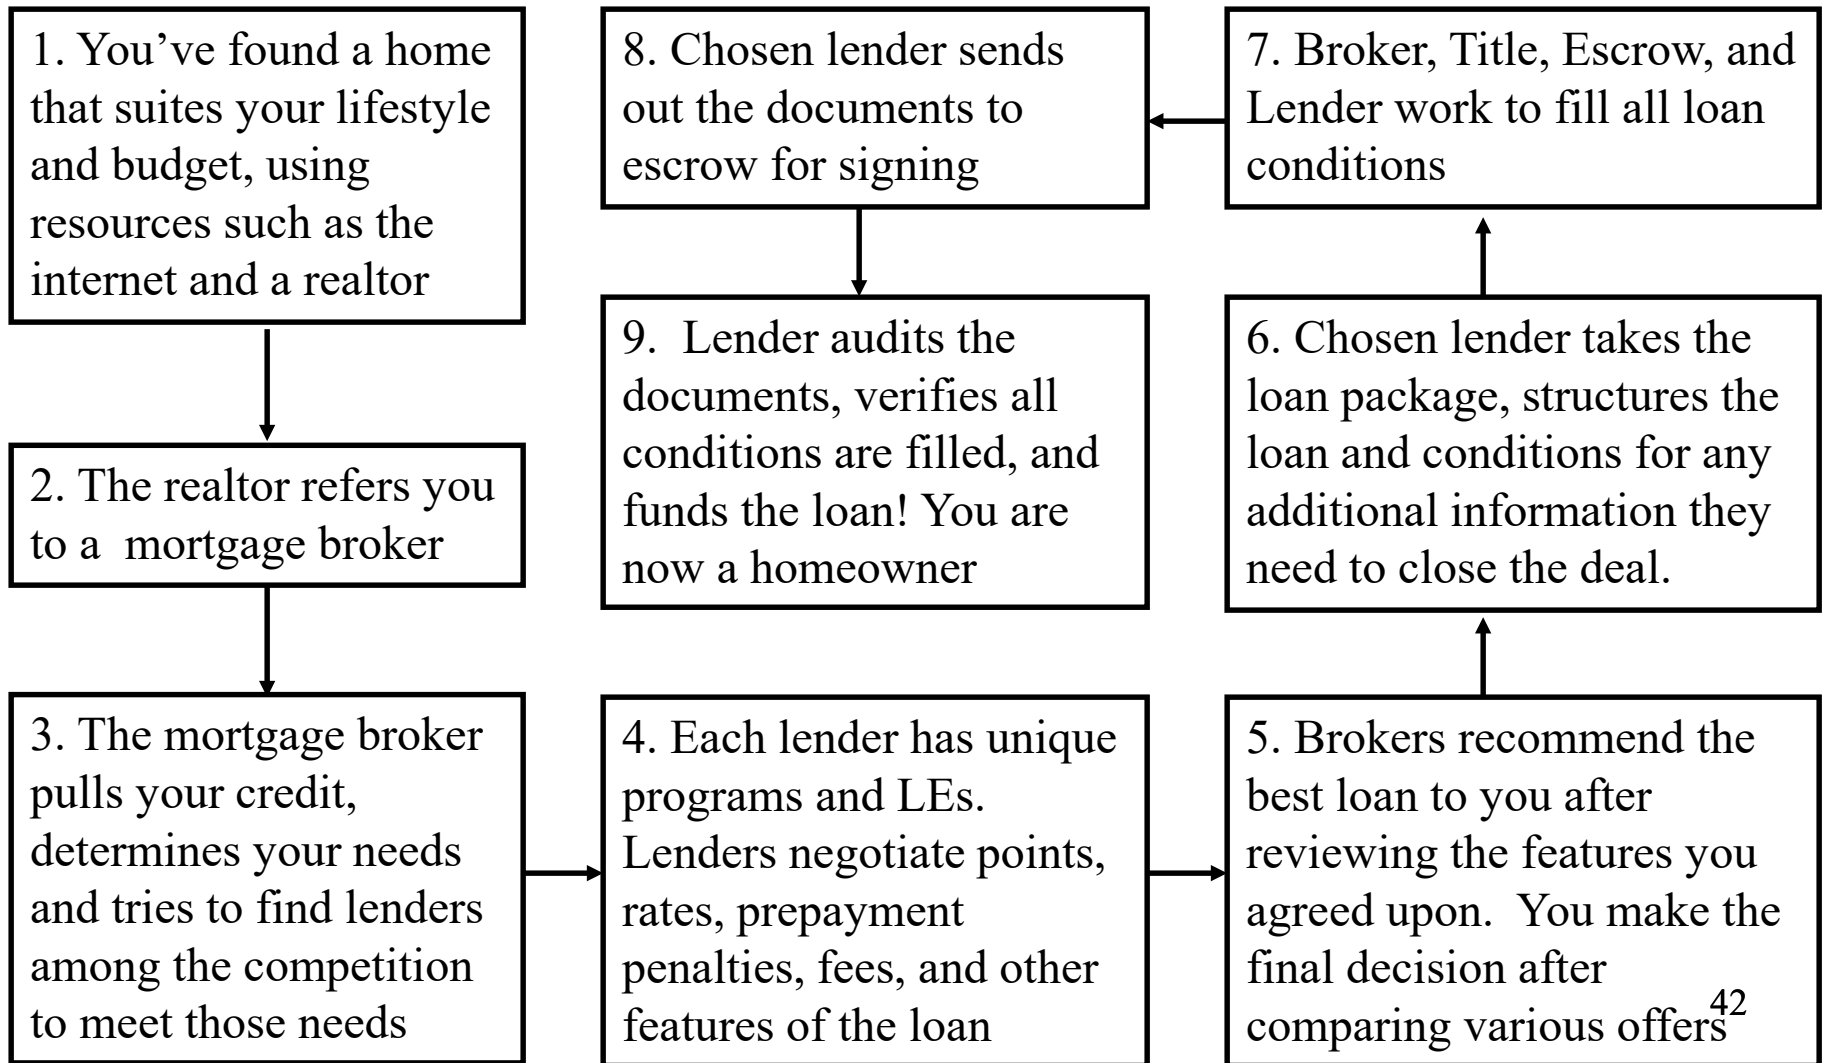 1. You’ve found a home
that suites your lifestyle
and budget, using
resources such as the
internet and a realtor
2. The realtor refers you
to a  mortgage broker
3. The mortgage broker
pulls your credit,
determines your needs
and tries to find lenders
among the competition
to meet those needs
4. Each lender has unique
programs and LEs.
Lenders negotiate points,
rates, prepayment
penalties, fees, and other
features of the loan
5. Brokers recommend the
best loan to you after
reviewing the features you
agreed upon.  You make the
final decision after
comparing various offers
6. Chosen lender takes the
loan package, structures the
loan and conditions for any
additional information they
need to close the deal.
7. Broker, Title, Escrow, and
Lender work to fill all loan
conditions
8. Chosen lender sends
out the documents to
escrow for signing
9.  Lender audits the
documents, verifies all
conditions are filled, and
funds the loan! You are
now a homeowner
42